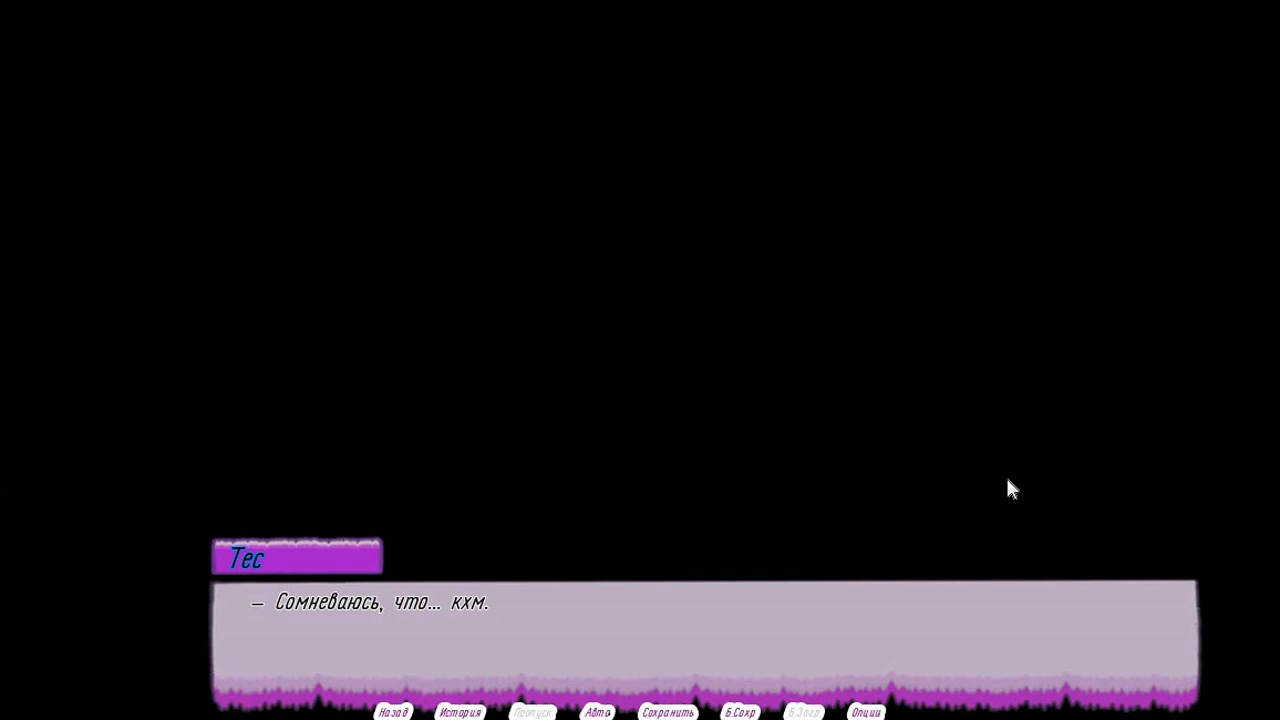 Тес
– Сомневаюсь, что... кхм.
Назад История Пропуск Авто Сохранить Б.Сохр Б.Загр Опции